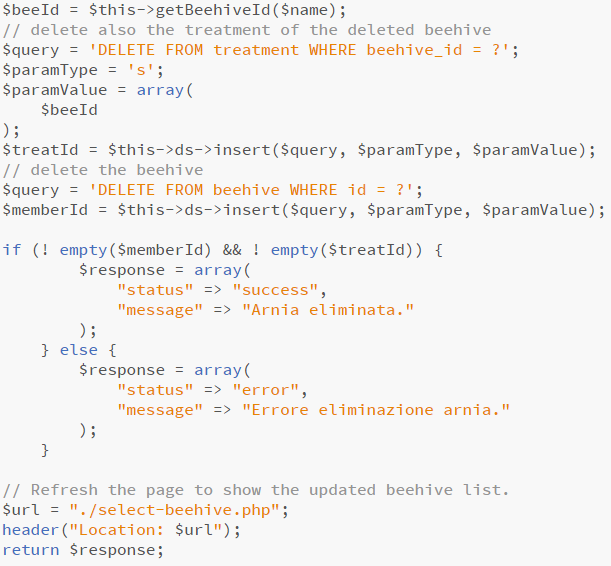 $beeId = $this->getBeehiveId($name);
// delete also the treatment of the deleted beehive
$query = 'DELETE FROM treatment WHERE beehive_id = ?';
$paramType = 's';
$paramValue = array(
    $beeId
);
$treatId = $this->ds->insert($query, $paramType, $paramValue);
// delete the beehive
$query = 'DELETE FROM beehive WHERE id = ?';
$memberId = $this->ds->insert($query, $paramType, $paramValue);

if (! empty($memberId) && ! empty($treatId)) {
        $response = array(
            "status" => "success",
            "message" => "Arnia eliminata."
        );
    } else {
        $response = array(
            "status" => "error",
            "message" => "Errore eliminazione arnia."
        );
    }

// Refresh the page to show the updated beehive list.
$url = "./select-beehive.php";
header("Location: $url");
return $response;